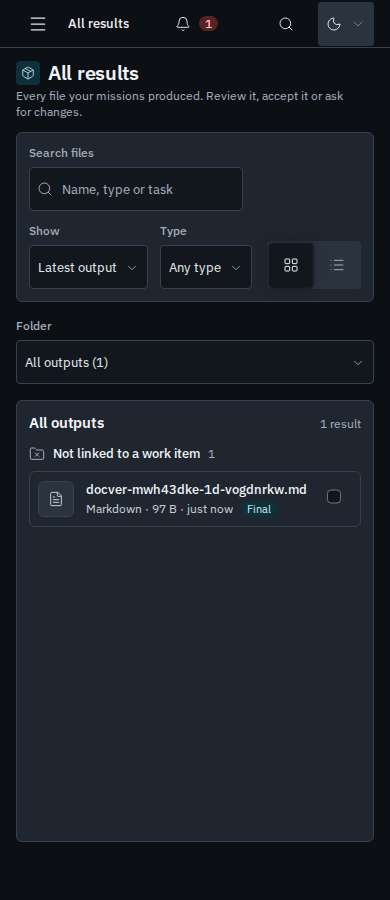 All results
1
All results
Every file your missions produced. Review it, accept it or ask
for changes.
Search files
Name, type or task
Show
Type
Latest output
Any type
Folder
All outputs (1)
All outputs
1 result
Not linked to a work item 1
docver-mwh43dke-1d-vogdnrkw.md
Markdown · 97 B · just now Final